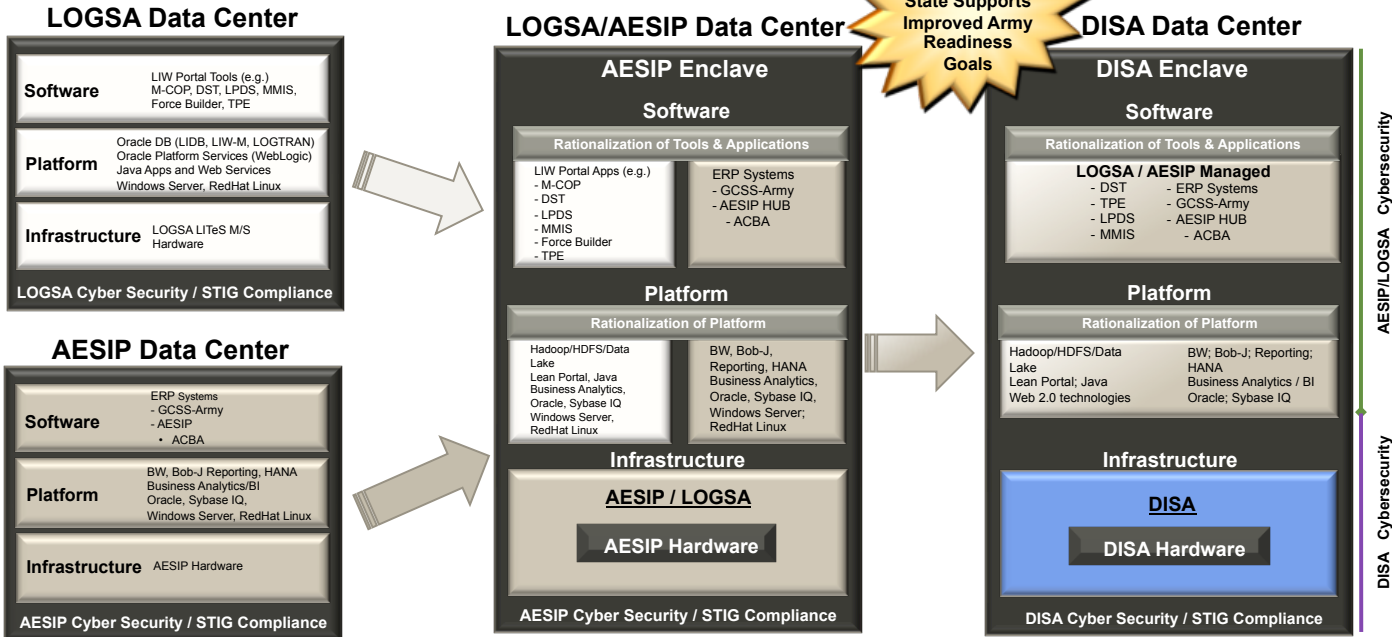 LOGSA Data Center
Software
LIW Portal Tools (e.g.)
M-COP, DST, LPDS, MMIS,
Force Builder, TPE
Platform
Oracle DB (LIDB, LIW-M, LOGTRAN)
Oracle Platform Services (WebLogic)
Java Apps and Web Services
Windows Server, RedHat Linux
Infrastructure
LOGSA LITeS M/S
Hardware
LOGSA Cyber Security / STIG Compliance
AESIP Data Center
Software
ERP Systems
- GCSS-Army
- AESIP
• ACBA
Platform
BW, Bob-J Reporting, HANA
Business Analytics/BI
Oracle, Sybase IQ,
Windows Server, RedHat Linux
Infrastructure
AESIP Hardware
AESIP Cyber Security / STIG Compliance
LOGSA/AESIP Data Center
AESIP Enclave
Software
Rationalization of Tools & Applications
LIW Portal Apps (e.g.)
- M-COP
- DST
- LPDS
- MMIS
- Force Builder
- TPE
ERP Systems
- GCSS-Army
- AESIP HUB
- ACBA
Platform
Rationalization of Platform
Hadoop/HDFS/Data
Lake
Lean Portal, Java
Business Analytics,
Oracle, Sybase IQ
Windows Server,
RedHat Linux
BW, Bob-J,
Reporting, HANA
Business Analytics,
Oracle, Sybase IQ,
Windows Server;
RedHat Linux
Infrastructure
AESIP / LOGSA
AESIP Hardware
AESIP Cyber Security / STIG Compliance
State Supports
Improved Army
Readiness
Goals
DISA Data Center
DISA Enclave
Software
Rationalization of Tools & Applications
LOGSA / AESIP Managed
- DST
- TPE
- LPDS
- MMIS
- ERP Systems
- GCSS-Army
- AESIP HUB
- ACBA
Platform
Rationalization of Platform
Hadoop/HDFS/Data
Lake
Lean Portal; Java
Web 2.0 technologies
BW; Bob-J; Reporting;
HANA
Business Analytics / BI
Oracle; Sybase IQ
Infrastructure
DISA
DISA Hardware
DISA Cyber Security / STIG Compliance
AESIP/LOGSA Cybersecurity
DISA Cybersecurity